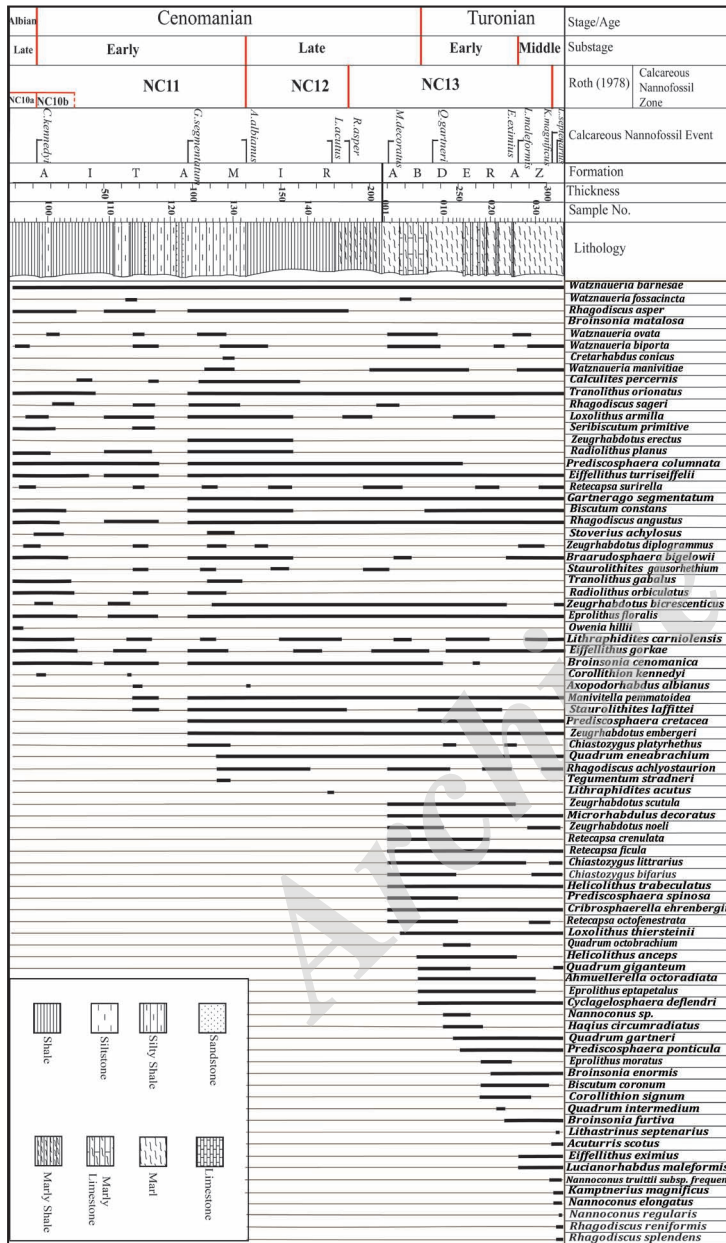 Albian Cenomanian Turonian Stage/Age
Late Early Late Early Middle Substage
NC10a NC10b NC11 NC12 NC13 Roth (1978) Calcareous Nannofossil Zone
C.kennedyi G.segmentatum A.albianus L.acutus R.asper M.decoratus Q.gartneri E.eximius L.maleformis K.magnificus L.septenarius Calcareous Nannofossil Event
A I T A M I R A B D E R A Z Formation
-50 -150 -200 -250 Thickness
100 110 120 130 140 001 010 020 030 Sample No.
Lithology
Watznaueria barnesae
Watznaueria fossacincta
Rhagodiscus asper
Broinsonia matalosa
Watznaueria ovata
Watznaueria biporta
Cretarhabdus conicus
Watznaueria manivitiae
Calculites percernis
Tranolithus orionatus
Rhagodiscus sageri
Loxolithus armilla
Seribiscutum primitive
Zeugrhabdotus erectus
Radiolithus planus
Prediscosphaera columnata
Eiffellithus turriseiffelii
Retecapsa surirella
Gartnerago segmentatum
Biscutum constans
Rhagodiscus angustus
Stoverius achylosus
Zeugrhabdotus diplogrammus
Braarudosphaera bigelowii
Staurolithites gausorhethium
Tranolithus gabalus
Radiolithus orbiculatus
Zeugrhabdotus bicrescenticus
Eprolithus floralis
Owenia hillii
Lithraphidites carniolensis
Eiffellithus gorkae
Broinsonia cenomanica
Corollithion kennedyi
Axopodorhabdus albianus
Manivitella pemmatoidea
Staurolithites laffittei
Prediscosphaera cretacea
Zeugrhabdotus embergeri
Chiastozygus platyrhethus
Quadrum eneabrachium
Rhagodiscus achlyostaurion
Tegumentum stradneri
Lithraphidites acutus
Zeugrhabdotus scutula
Microrhabdulus decoratus
Zeugrhabdotus noeli
Retecapsa crenulata
Retecapsa ficula
Chiastozygus littrarius
Chiastozygus bifarius
Helicolithus trabeculatus
Prediscosphaera spinosa
Cribrosphaerella ehrenbergii
Retecapsa octofenestrata
Loxolithus thiersteinii
Quadrum octobrachium
Helicolithus anceps
Quadrum giganteum
Ahmuellerella octoradiata
Eprolithus eptapetalus
Cyclagelosphaera deflendri
Nannoconus sp.
Haqius circumradiatus
Quadrum gartneri
Prediscosphaera ponticula
Eprolithus moratus
Broinsonia enormis
Biscutum coronum
Corollithion signum
Quadrum intermedium
Broinsonia furtiva
Lithastrinus septenarius
Acuturris scotus
Eiffellithus eximius
Lucianorhabdus maleformis
Nannoconus truittii subsp. frequens
Kamptnerius magnificus
Nannoconus elongatus
Nannoconus regularis
Rhagodiscus reniformis
Rhagodiscus splendens
Shale Siltstone Silty Shale Sandstone
Marly Shale Marly Limestone Marl Limestone
Archive